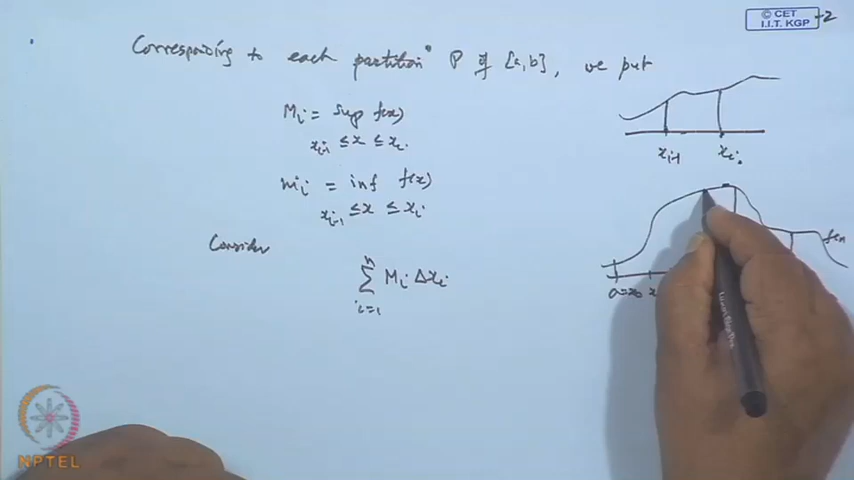 © CET
I.I.T. KGP
-2
Corresponding to each partition P of [a,b], we put
Mi = Sup f(x)
xi-1 ≤ x ≤ xi
mi = inf f(x)
xi-1 ≤ x ≤ xi
xi-1 xi
Consider
n
∑ Mi Δxi
i=1
a=x0
NPTEL